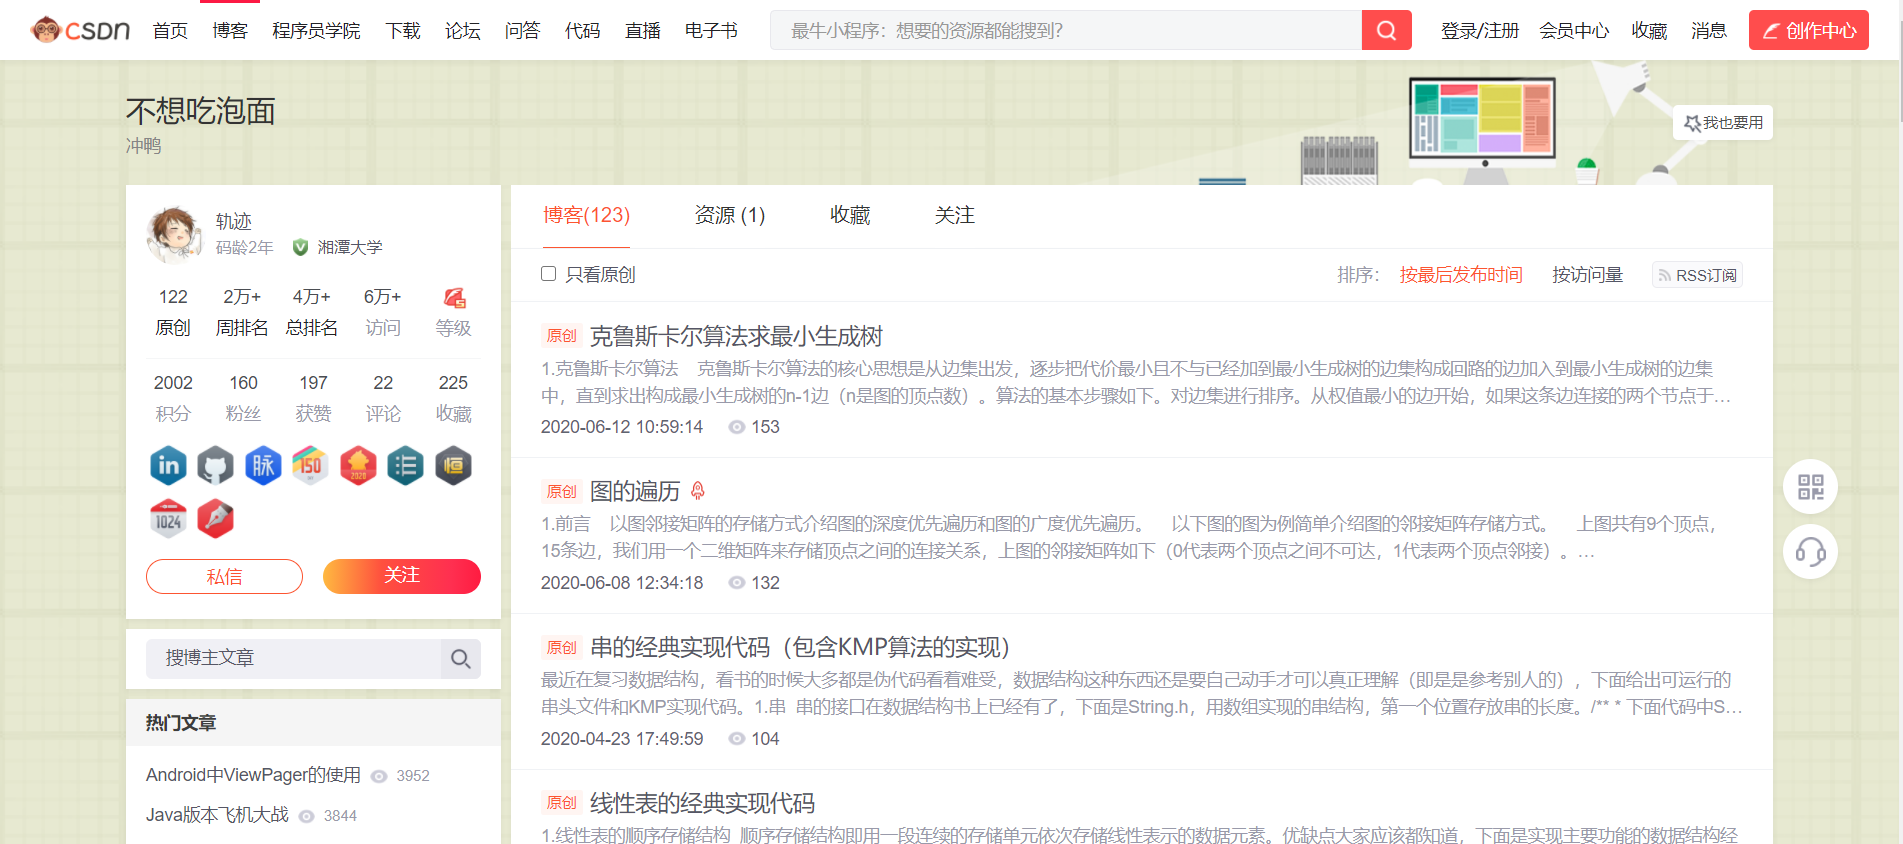 CSDN 首页 博客 程序员学院 下载 论坛 问答 代码 直播 电子书 最牛小程序：想要的资源都能搜到? 登录/注册 会员中心 收藏 消息 创作中心
不想吃泡面
冲鸭
我也要用
轨迹
码龄2年 湘潭大学
122 2万+ 4万+ 6万+
原创 周排名 总排名 访问 等级
2002 160 197 22 225
积分 粉丝 获赞 评论 收藏
in 脉 150 2020 恒
1024
私信 关注
搜博主文章
热门文章
Android中ViewPager的使用 3952
Java版本飞机大战 3844
博客(123) 资源 (1) 收藏 关注
只看原创 排序： 按最后发布时间 按访问量 RSS订阅
原创 克鲁斯卡尔算法求最小生成树
1.克鲁斯卡尔算法 克鲁斯卡尔算法的核心思想是从边集出发，逐步把代价最小且不与已经加到最小生成树的边集构成回路的边加入到最小生成树的边集
中，直到求出构成最小生成树的n-1边（n是图的顶点数）。算法的基本步骤如下。对边集进行排序。从权值最小的边开始，如果这条边连接的两个节点于…
2020-06-12 10:59:14 153
原创 图的遍历
1.前言 以图邻接矩阵的存储方式介绍图的深度优先遍历和图的广度优先遍历。 以下图的图为例简单介绍图的邻接矩阵存储方式。 上图共有9个顶点，
15条边，我们用一个二维矩阵来存储顶点之间的连接关系，上图的邻接矩阵如下（0代表两个顶点之间不可达，1代表两个顶点邻接）。…
2020-06-08 12:34:18 132
原创 串的经典实现代码（包含KMP算法的实现）
最近在复习数据结构，看书的时候大多都是伪代码看着难受，数据结构这种东西还是要自己动手才可以真正理解（即是是参考别人的），下面给出可运行的
串头文件和KMP实现代码。1.串 串的接口在数据结构书上已经有了，下面是String.h，用数组实现的串结构，第一个位置存放串的长度。/** * 下面代码中S…
2020-04-23 17:49:59 104
原创 线性表的经典实现代码
1.线性表的顺序存储结构 顺序存储结构即用一段连续的存储单元依次存储线性表示的数据元素。优缺点大家应该都知道，下面是实现主要功能的数据结构经